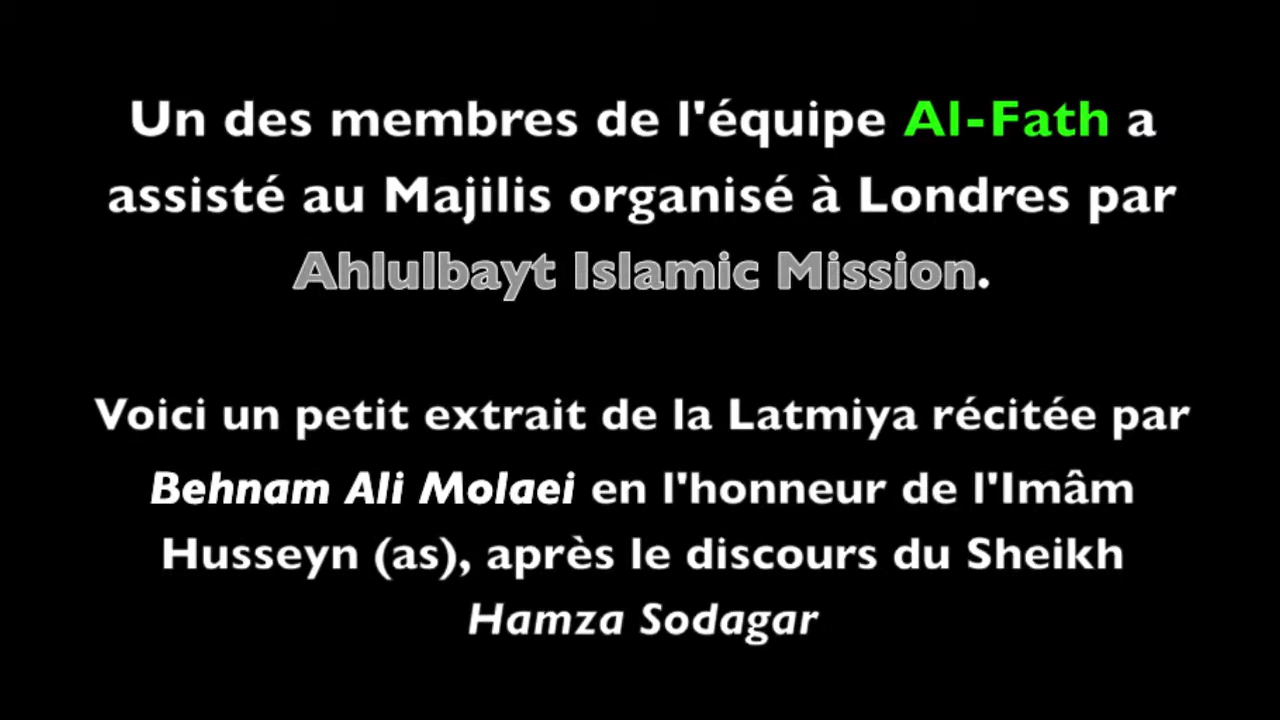 Un des membres de l'équipe Al-Fath a
assisté au Majilis organisé à Londres par
Ahlulbayt Islamic Mission.
Voici un petit extrait de la Latmiya récitée par
Behnam Ali Molaei en l'honneur de l'Imâm
Husseyn (as), après le discours du Sheikh
Hamza Sodagar